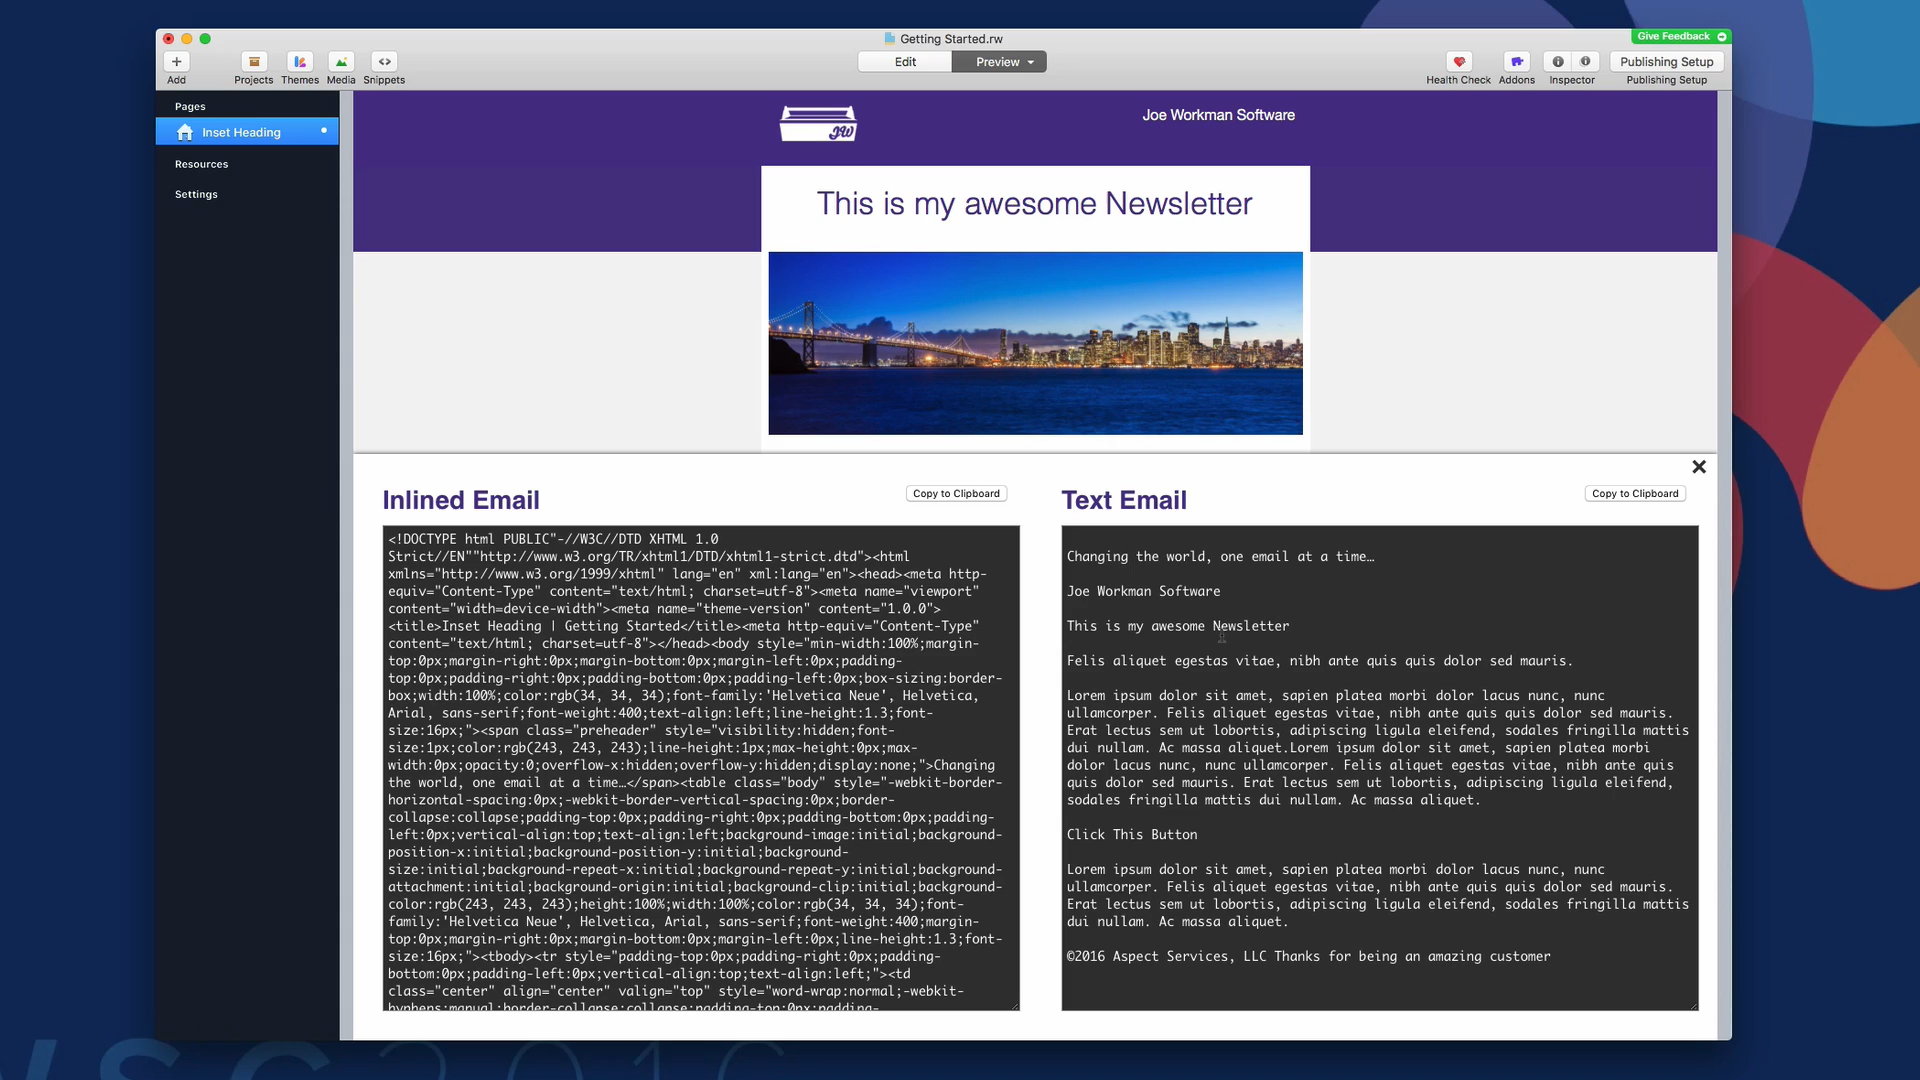 Getting Started.rw
Give Feedback
Add
Projects
Themes
Media
Snippets
Edit
Preview
Health Check
Addons
Inspector
Publishing Setup
Publishing Setup
Pages
Inset Heading
Resources
Settings
JW
Joe Workman Software
This is my awesome Newsletter
Inlined Email
Copy to Clipboard
<!DOCTYPE html PUBLIC"-//W3C//DTD XHTML 1.0
Strict//EN""http://www.w3.org/TR/xhtml1/DTD/xhtml1-strict.dtd"><html
xmlns="http://www.w3.org/1999/xhtml" lang="en" xml:lang="en"><head><meta http-
equiv="Content-Type" content="text/html; charset=utf-8"><meta name="viewport"
content="width=device-width"><meta name="theme-version" content="1.0.0">
<title>Inset Heading | Getting Started</title><meta http-equiv="Content-Type"
content="text/html; charset=utf-8"></head><body style="min-width:100%;margin-
top:0px;margin-right:0px;margin-bottom:0px;margin-left:0px;padding-
top:0px;padding-right:0px;padding-bottom:0px;padding-left:0px;box-sizing:border-
box;width:100%;color:rgb(34, 34, 34);font-family:'Helvetica Neue', Helvetica,
Arial, sans-serif;font-weight:400;text-align:left;line-height:1.3;font-
size:16px;"><span class="preheader" style="visibility:hidden;font-
size:1px;color:rgb(243, 243, 243);line-height:1px;max-height:0px;max-
width:0px;opacity:0;overflow-x:hidden;overflow-y:hidden;display:none;">Changing
the world, one email at a time…</span><table class="body" style="-webkit-border-
horizontal-spacing:0px;-webkit-border-vertical-spacing:0px;border-
collapse:collapse;padding-top:0px;padding-right:0px;padding-bottom:0px;padding-
left:0px;vertical-align:top;text-align:left;background-image:initial;background-
position-x:initial;background-position-y:initial;background-
size:initial;background-repeat-x:initial;background-repeat-y:initial;background-
attachment:initial;background-origin:initial;background-clip:initial;background-
color:rgb(243, 243, 243);height:100%;width:100%;color:rgb(34, 34, 34);font-
family:'Helvetica Neue', Helvetica, Arial, sans-serif;font-weight:400;margin-
top:0px;margin-right:0px;margin-bottom:0px;margin-left:0px;line-height:1.3;font-
size:16px;"><tbody><tr style="padding-top:0px;padding-right:0px;padding-
bottom:0px;padding-left:0px;vertical-align:top;text-align:left;"><td
class="center" align="center" valign="top" style="word-wrap:normal;-webkit-
hyphens:manual;border-collapse:collapse;padding-top:0px;padding-
Text Email
Copy to Clipboard
Changing the world, one email at a time…
Joe Workman Software
This is my awesome Newsletter
Felis aliquet egestas vitae, nibh ante quis quis dolor sed mauris.
Lorem ipsum dolor sit amet, sapien platea morbi dolor lacus nunc, nunc
ullamcorper. Felis aliquet egestas vitae, nibh ante quis quis dolor sed mauris.
Erat lectus sem ut lobortis, adipiscing ligula eleifend, sodales fringilla mattis
dui nullam. Ac massa aliquet.Lorem ipsum dolor sit amet, sapien platea morbi
dolor lacus nunc, nunc ullamcorper. Felis aliquet egestas vitae, nibh ante quis
quis dolor sed mauris. Erat lectus sem ut lobortis, adipiscing ligula eleifend,
sodales fringilla mattis dui nullam. Ac massa aliquet.
Click This Button
Lorem ipsum dolor sit amet, sapien platea morbi dolor lacus nunc, nunc
ullamcorper. Felis aliquet egestas vitae, nibh ante quis quis dolor sed mauris.
Erat lectus sem ut lobortis, adipiscing ligula eleifend, sodales fringilla mattis
dui nullam. Ac massa aliquet.
©2016 Aspect Services, LLC Thanks for being an amazing customer